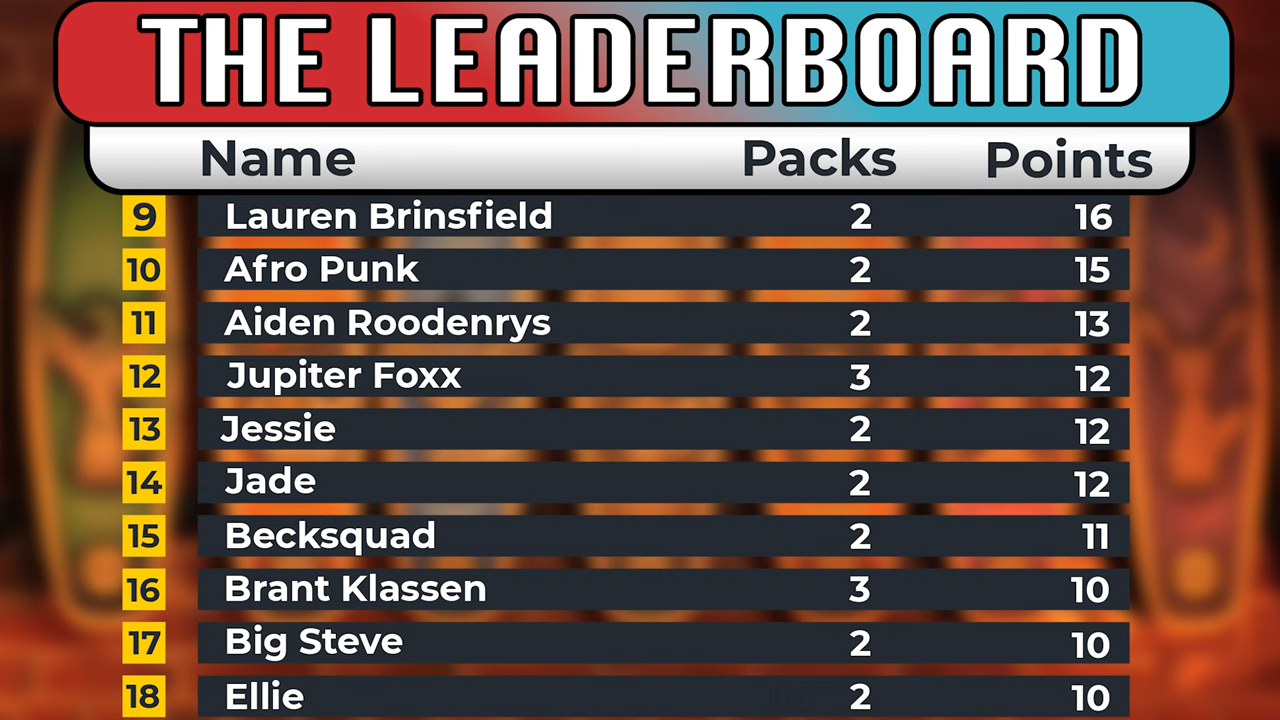 THE LEADERBOARD
Name Packs Points
9 Lauren Brinsfield 2 16
10 Afro Punk 2 15
11 Aiden Roodenrys 2 13
12 Jupiter Foxx 3 12
13 Jessie 2 12
14 Jade 2 12
15 Becksquad 2 11
16 Brant Klassen 3 10
17 Big Steve 2 10
18 Ellie 2 10